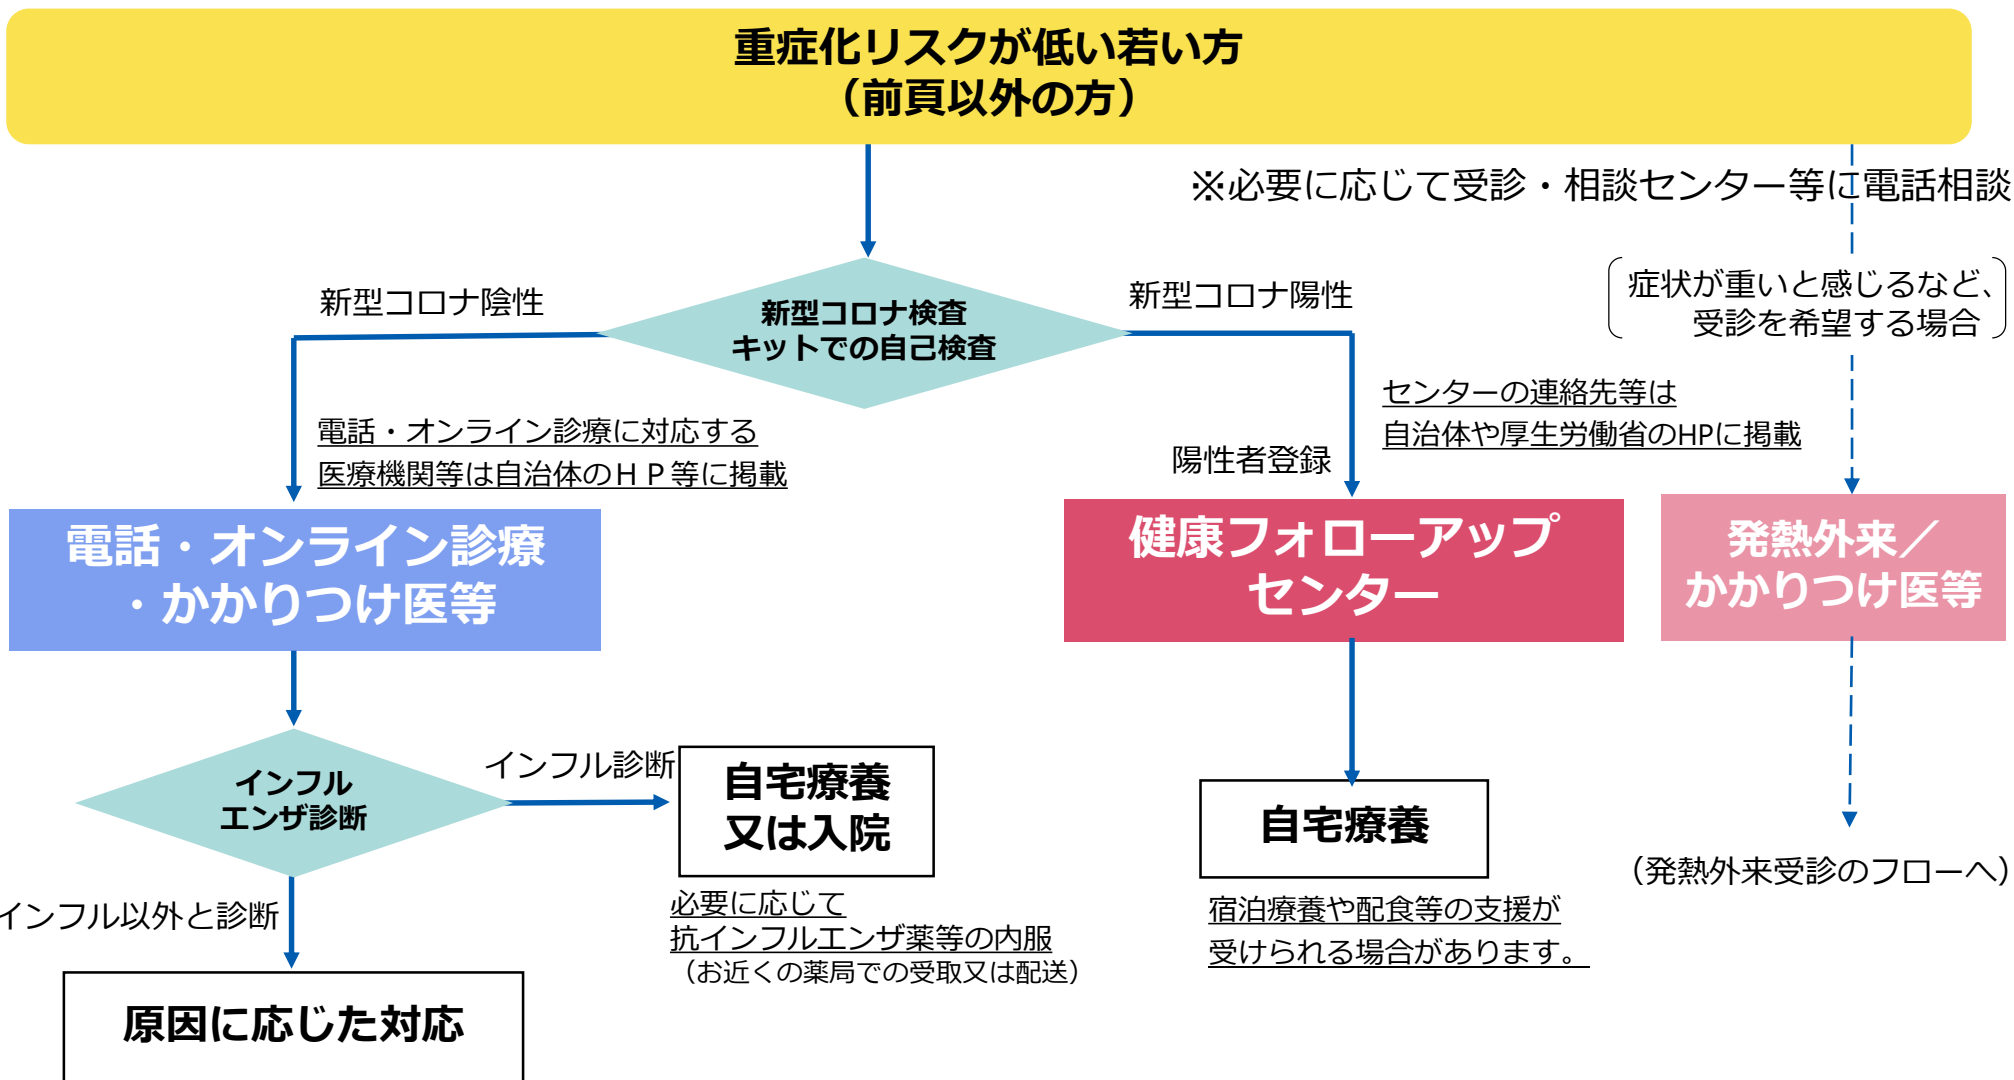 重症化リスクが低い若い方
（前頁以外の方）
※必要に応じて受診・相談センター等に電話相談
症状が重いと感じるなど、
受診を希望する場合
新型コロナ陰性
新型コロナ検査
キットでの自己検査
新型コロナ陽性
電話・オンライン診療に対応する
医療機関等は自治体のＨＰ等に掲載
センターの連絡先等は
自治体や厚生労働省のHPに掲載
陽性者登録
電話・オンライン診療
・かかりつけ医等
健康フォローアップ
センター
発熱外来／
かかりつけ医等
インフル
エンザ診断
インフル診断
自宅療養
又は入院
必要に応じて
抗インフルエンザ薬等の内服
（お近くの薬局での受取又は配送）
自宅療養
宿泊療養や配食等の支援が
受けられる場合があります。
（発熱外来受診のフローへ）
インフル以外と診断
原因に応じた対応